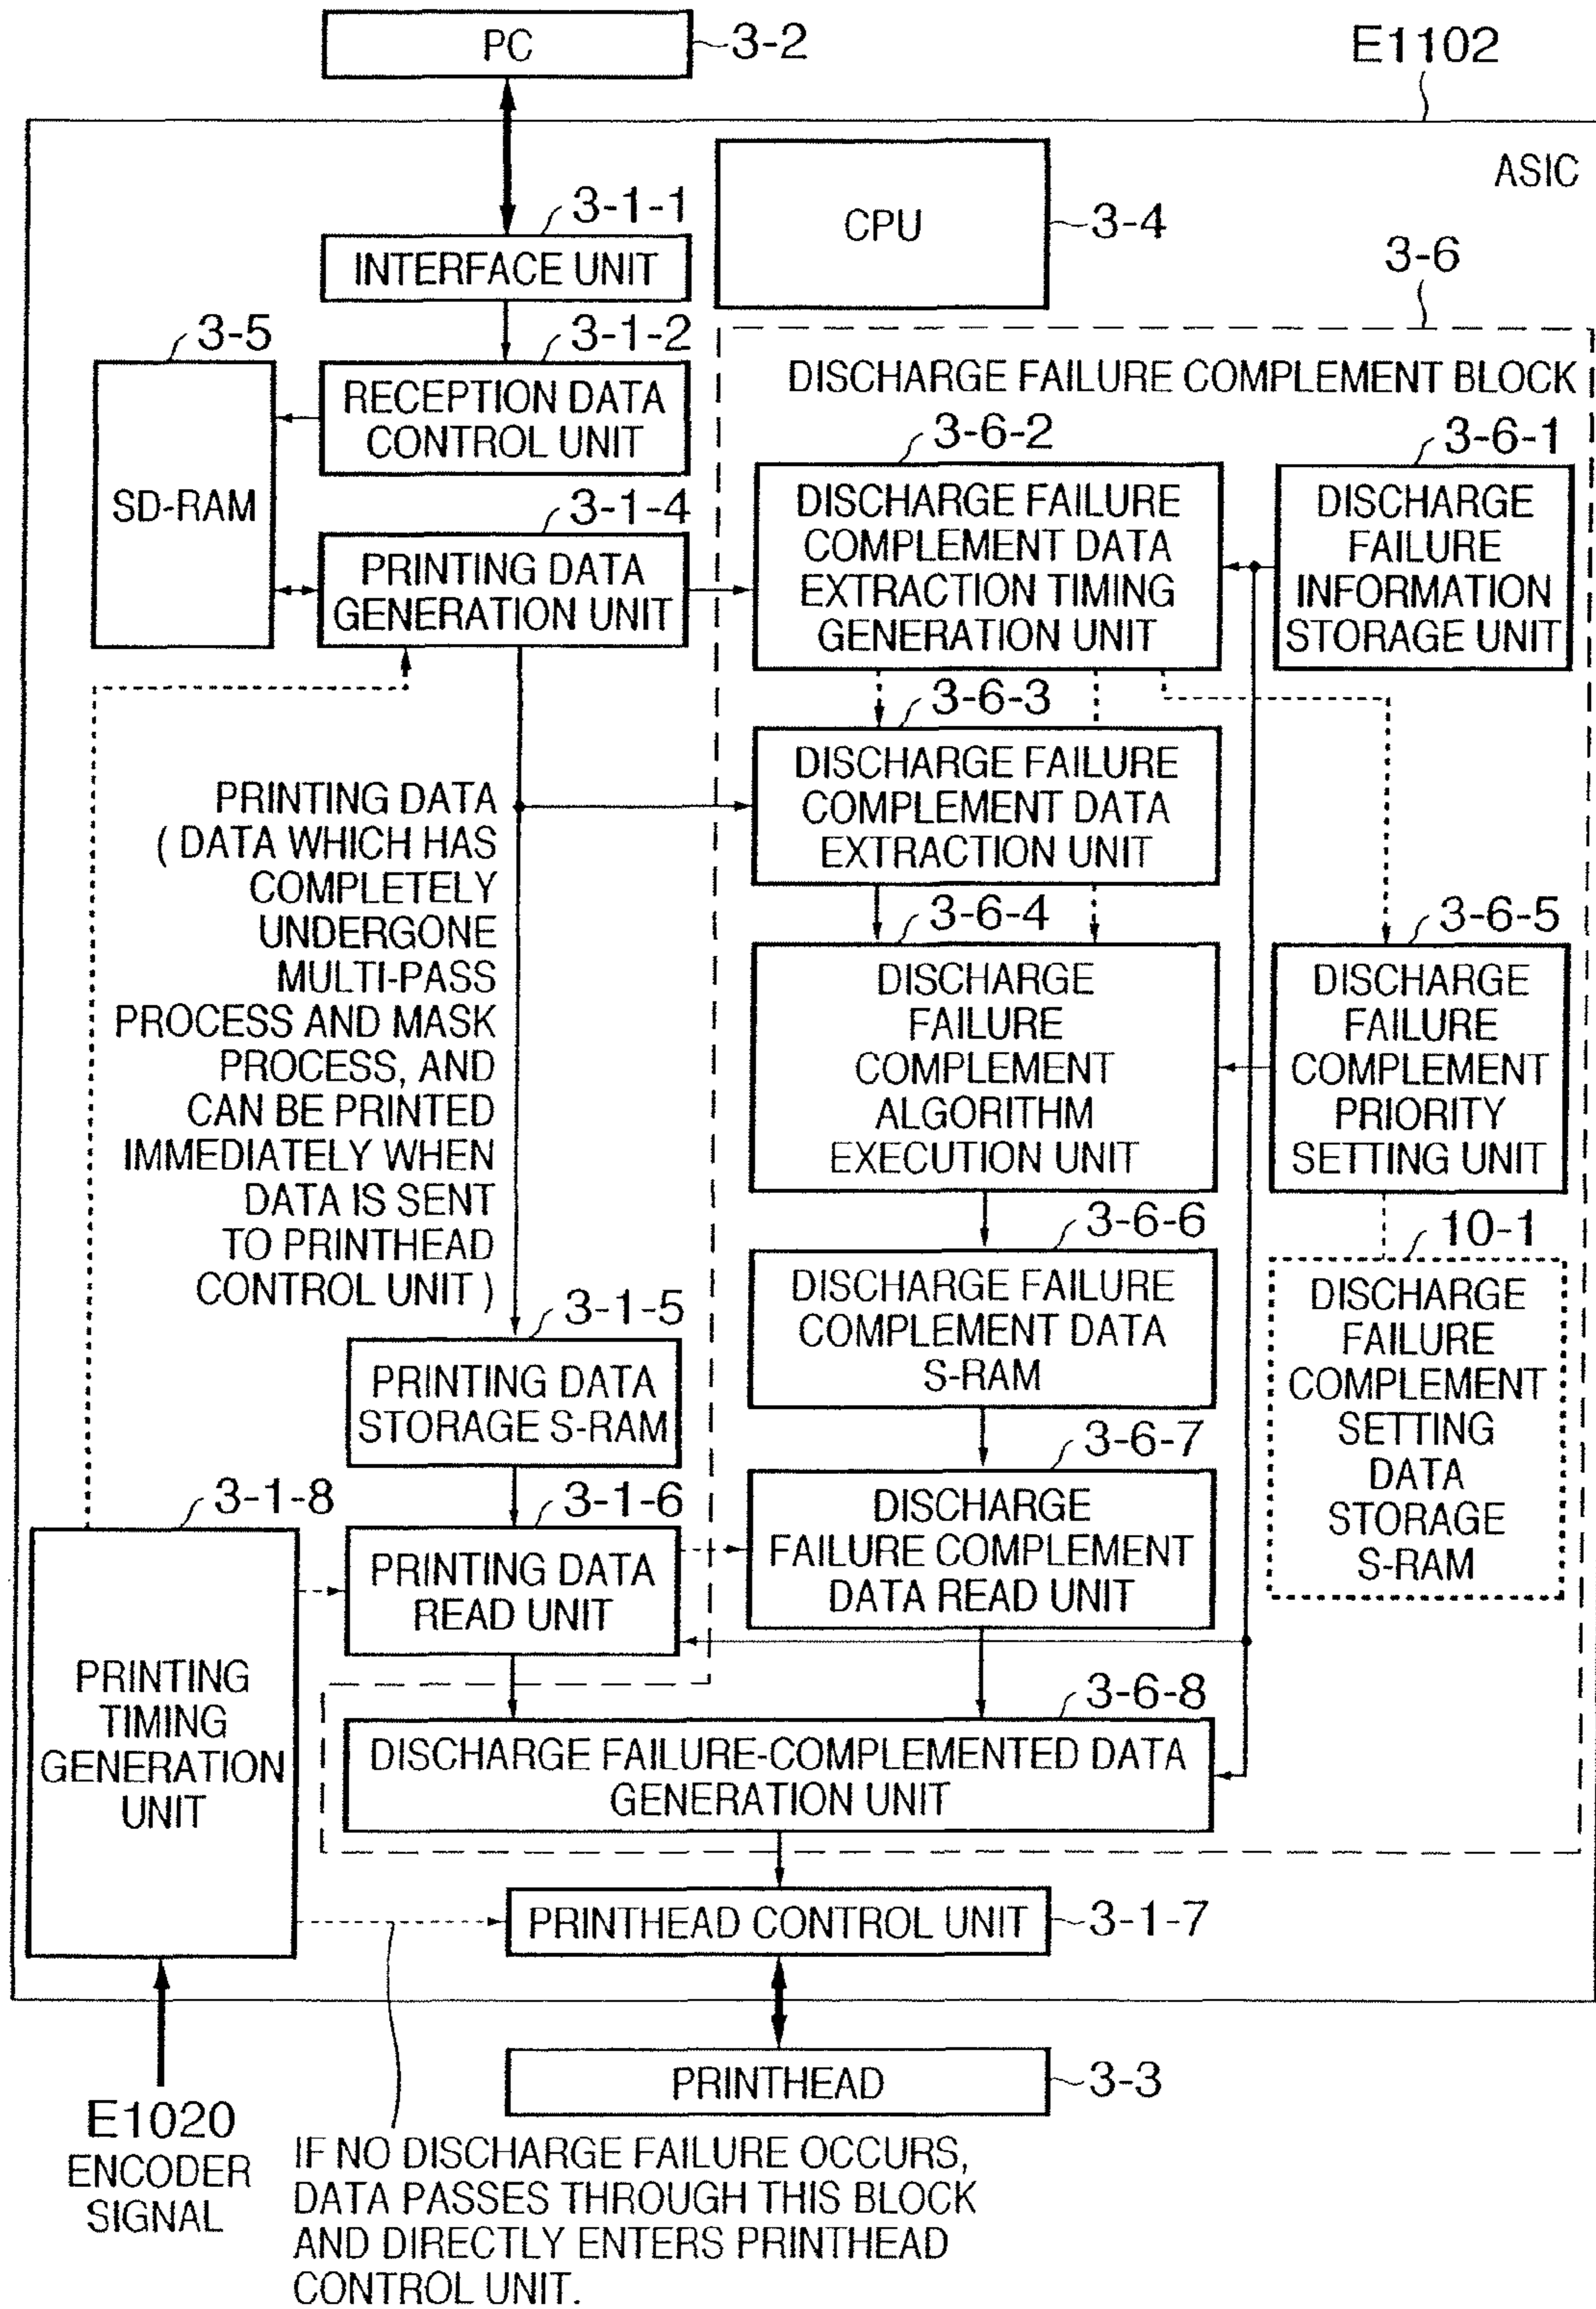 PC
3-2
E1102
ASIC
CPU
3-4
3-1-1
INTERFACE UNIT
3-6
3-5
SD-RAM
3-1-2
RECEPTION DATA
CONTROL UNIT
DISCHARGE FAILURE COMPLEMENT BLOCK
3-6-2
DISCHARGE FAILURE
COMPLEMENT DATA
EXTRACTION TIMING
GENERATION UNIT
3-6-1
DISCHARGE
FAILURE
INFORMATION
STORAGE UNIT
3-1-4
PRINTING DATA
GENERATION UNIT
3-6-3
DISCHARGE FAILURE
COMPLEMENT DATA
EXTRACTION UNIT
PRINTING DATA
( DATA WHICH HAS
COMPLETELY
UNDERGONE
MULTI-PASS
PROCESS AND MASK
PROCESS, AND
CAN BE PRINTED
IMMEDIATELY WHEN
DATA IS SENT
TO PRINTHEAD
CONTROL UNIT )
3-6-4
DISCHARGE
FAILURE
COMPLEMENT
ALGORITHM
EXECUTION UNIT
3-6-5
DISCHARGE
FAILURE
COMPLEMENT
PRIORITY
SETTING UNIT
3-6-6
DISCHARGE FAILURE
COMPLEMENT DATA
S-RAM
10-1
DISCHARGE
FAILURE
COMPLEMENT
SETTING
DATA
STORAGE
S-RAM
3-1-5
PRINTING DATA
STORAGE S-RAM
3-6-7
DISCHARGE
FAILURE COMPLEMENT
DATA READ UNIT
3-1-8
PRINTING
TIMING
GENERATION
UNIT
3-1-6
PRINTING DATA
READ UNIT
3-6-8
DISCHARGE FAILURE-COMPLEMENTED DATA
GENERATION UNIT
PRINTHEAD CONTROL UNIT
3-1-7
PRINTHEAD
3-3
E1020
ENCODER
SIGNAL
IF NO DISCHARGE FAILURE OCCURS,
DATA PASSES THROUGH THIS BLOCK
AND DIRECTLY ENTERS PRINTHEAD
CONTROL UNIT.